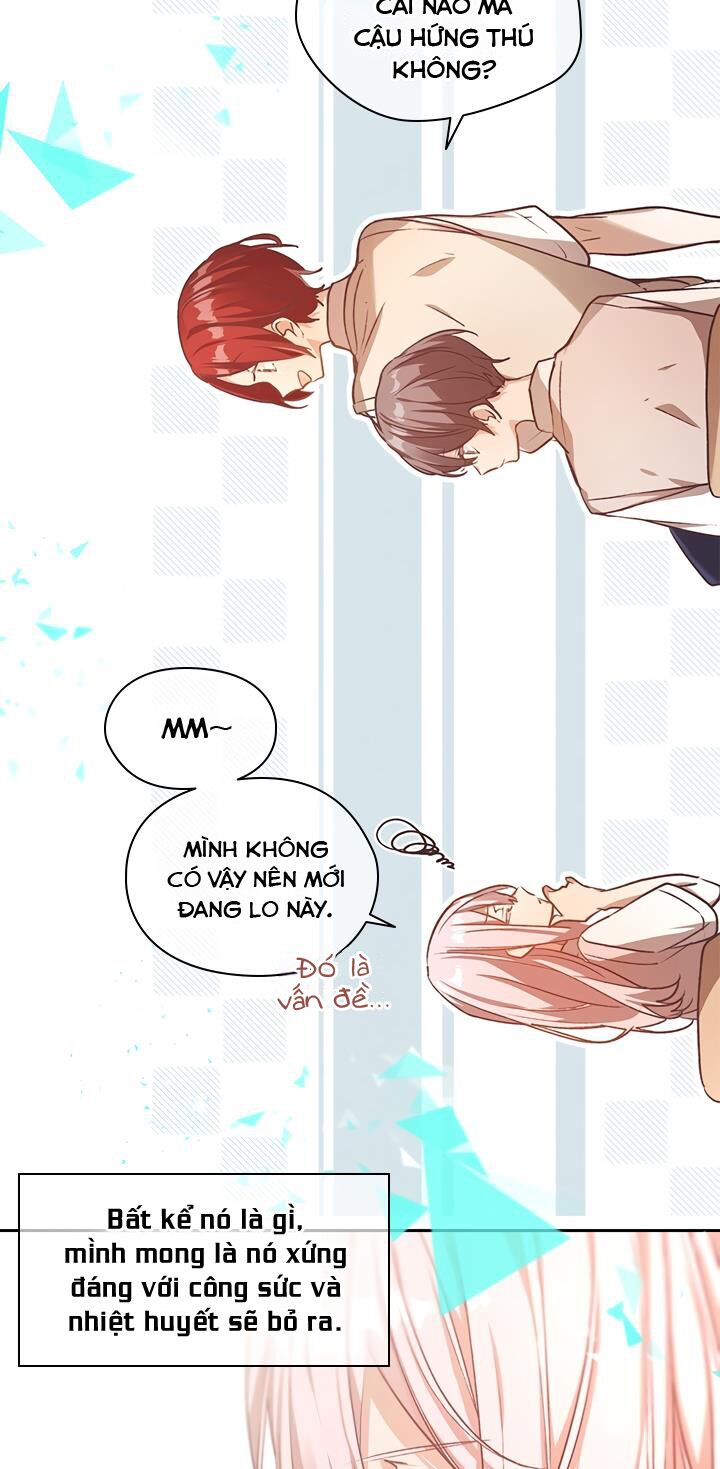 CÁI NÀO MÀ
CẬU HỨNG THÚ
KHÔNG?
MM~
MÌNH KHÔNG
CÓ VẬY NÊN MỚI
ĐANG LO NÀY.
Đó là
vấn đề...
Bất kể nó là gì,
mình mong là nó xứng
đáng với công sức và
nhiệt huyết sẽ bỏ ra.